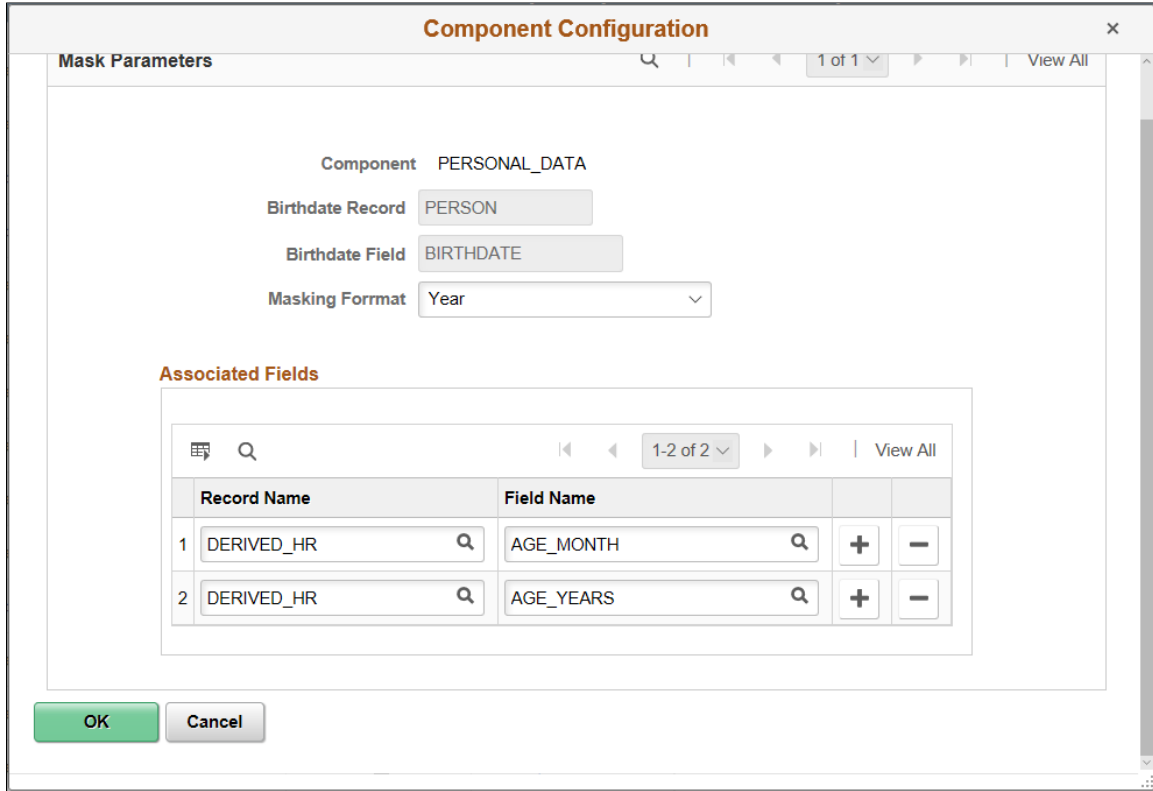 Component Configuration ×
Mask Parameters 1 of 1 | View All
Component PERSONAL_DATA
Birthdate Record PERSON
Birthdate Field BIRTHDATE
Masking Forrmat Year
Associated Fields
1-2 of 2 | View All
Record Name Field Name
1 DERIVED_HR AGE_MONTH + −
2 DERIVED_HR AGE_YEARS + −
OK Cancel